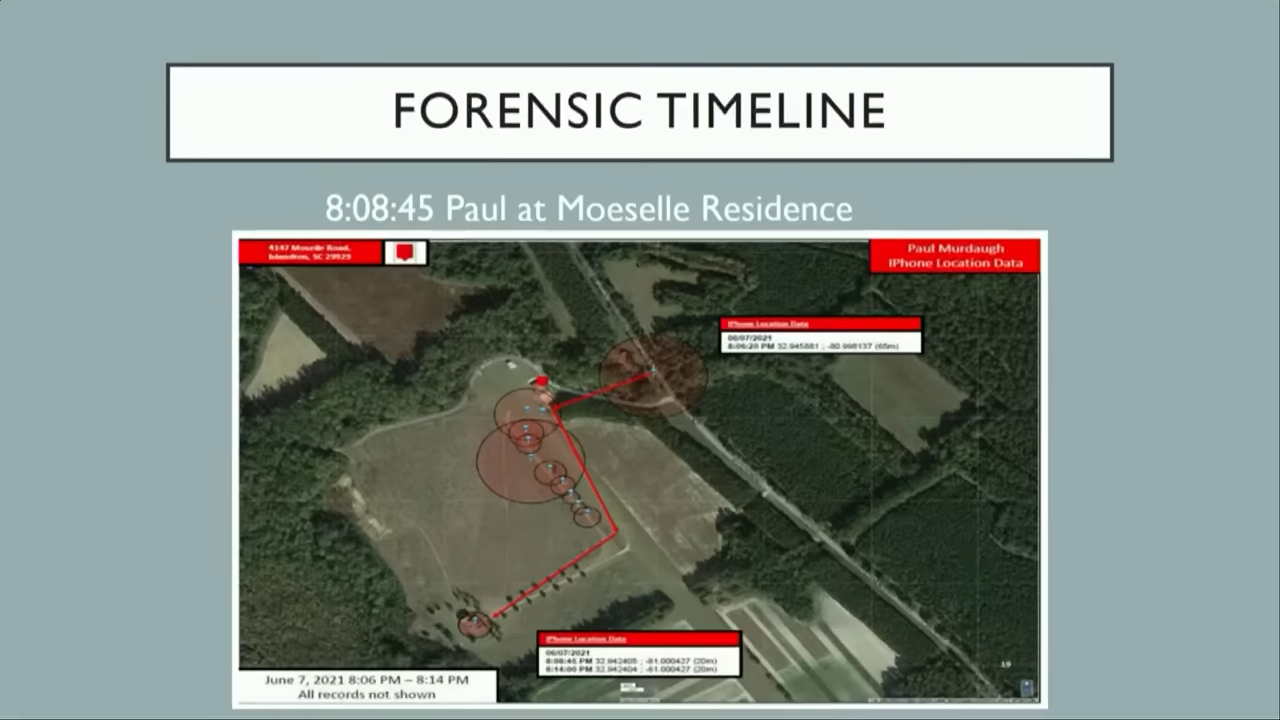 FORENSIC TIMELINE
8:08:45 Paul at Moeselle Residence
4147 Moselle Road,
Islandton, SC 29929
Paul Murdaugh
IPhone Location Data
IPhone Location Data
06/07/2021
8:06:20 PM 32.945881 ; -80.998137 (65m)
IPhone Location Data
06/07/2021
8:08:45 PM 32.942405 ; -81.000427 (20m)
8:14:06 PM 32.942404 ; -81.000427 (20m)
June 7, 2021 8:06 PM – 8:14 PM
All records not shown
19